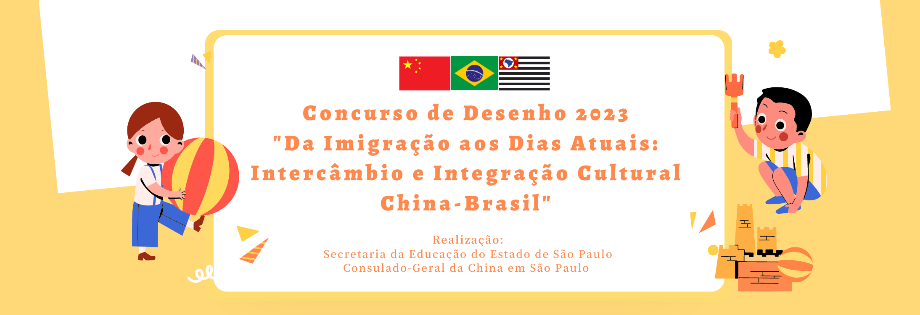 Concurso de Desenho 2023
"Da Imigração aos Dias Atuais:
Intercâmbio e Integração Cultural
China-Brasil"
Realização:
Secretaria da Educação do Estado de São Paulo
Consulado-Geral da China em São Paulo